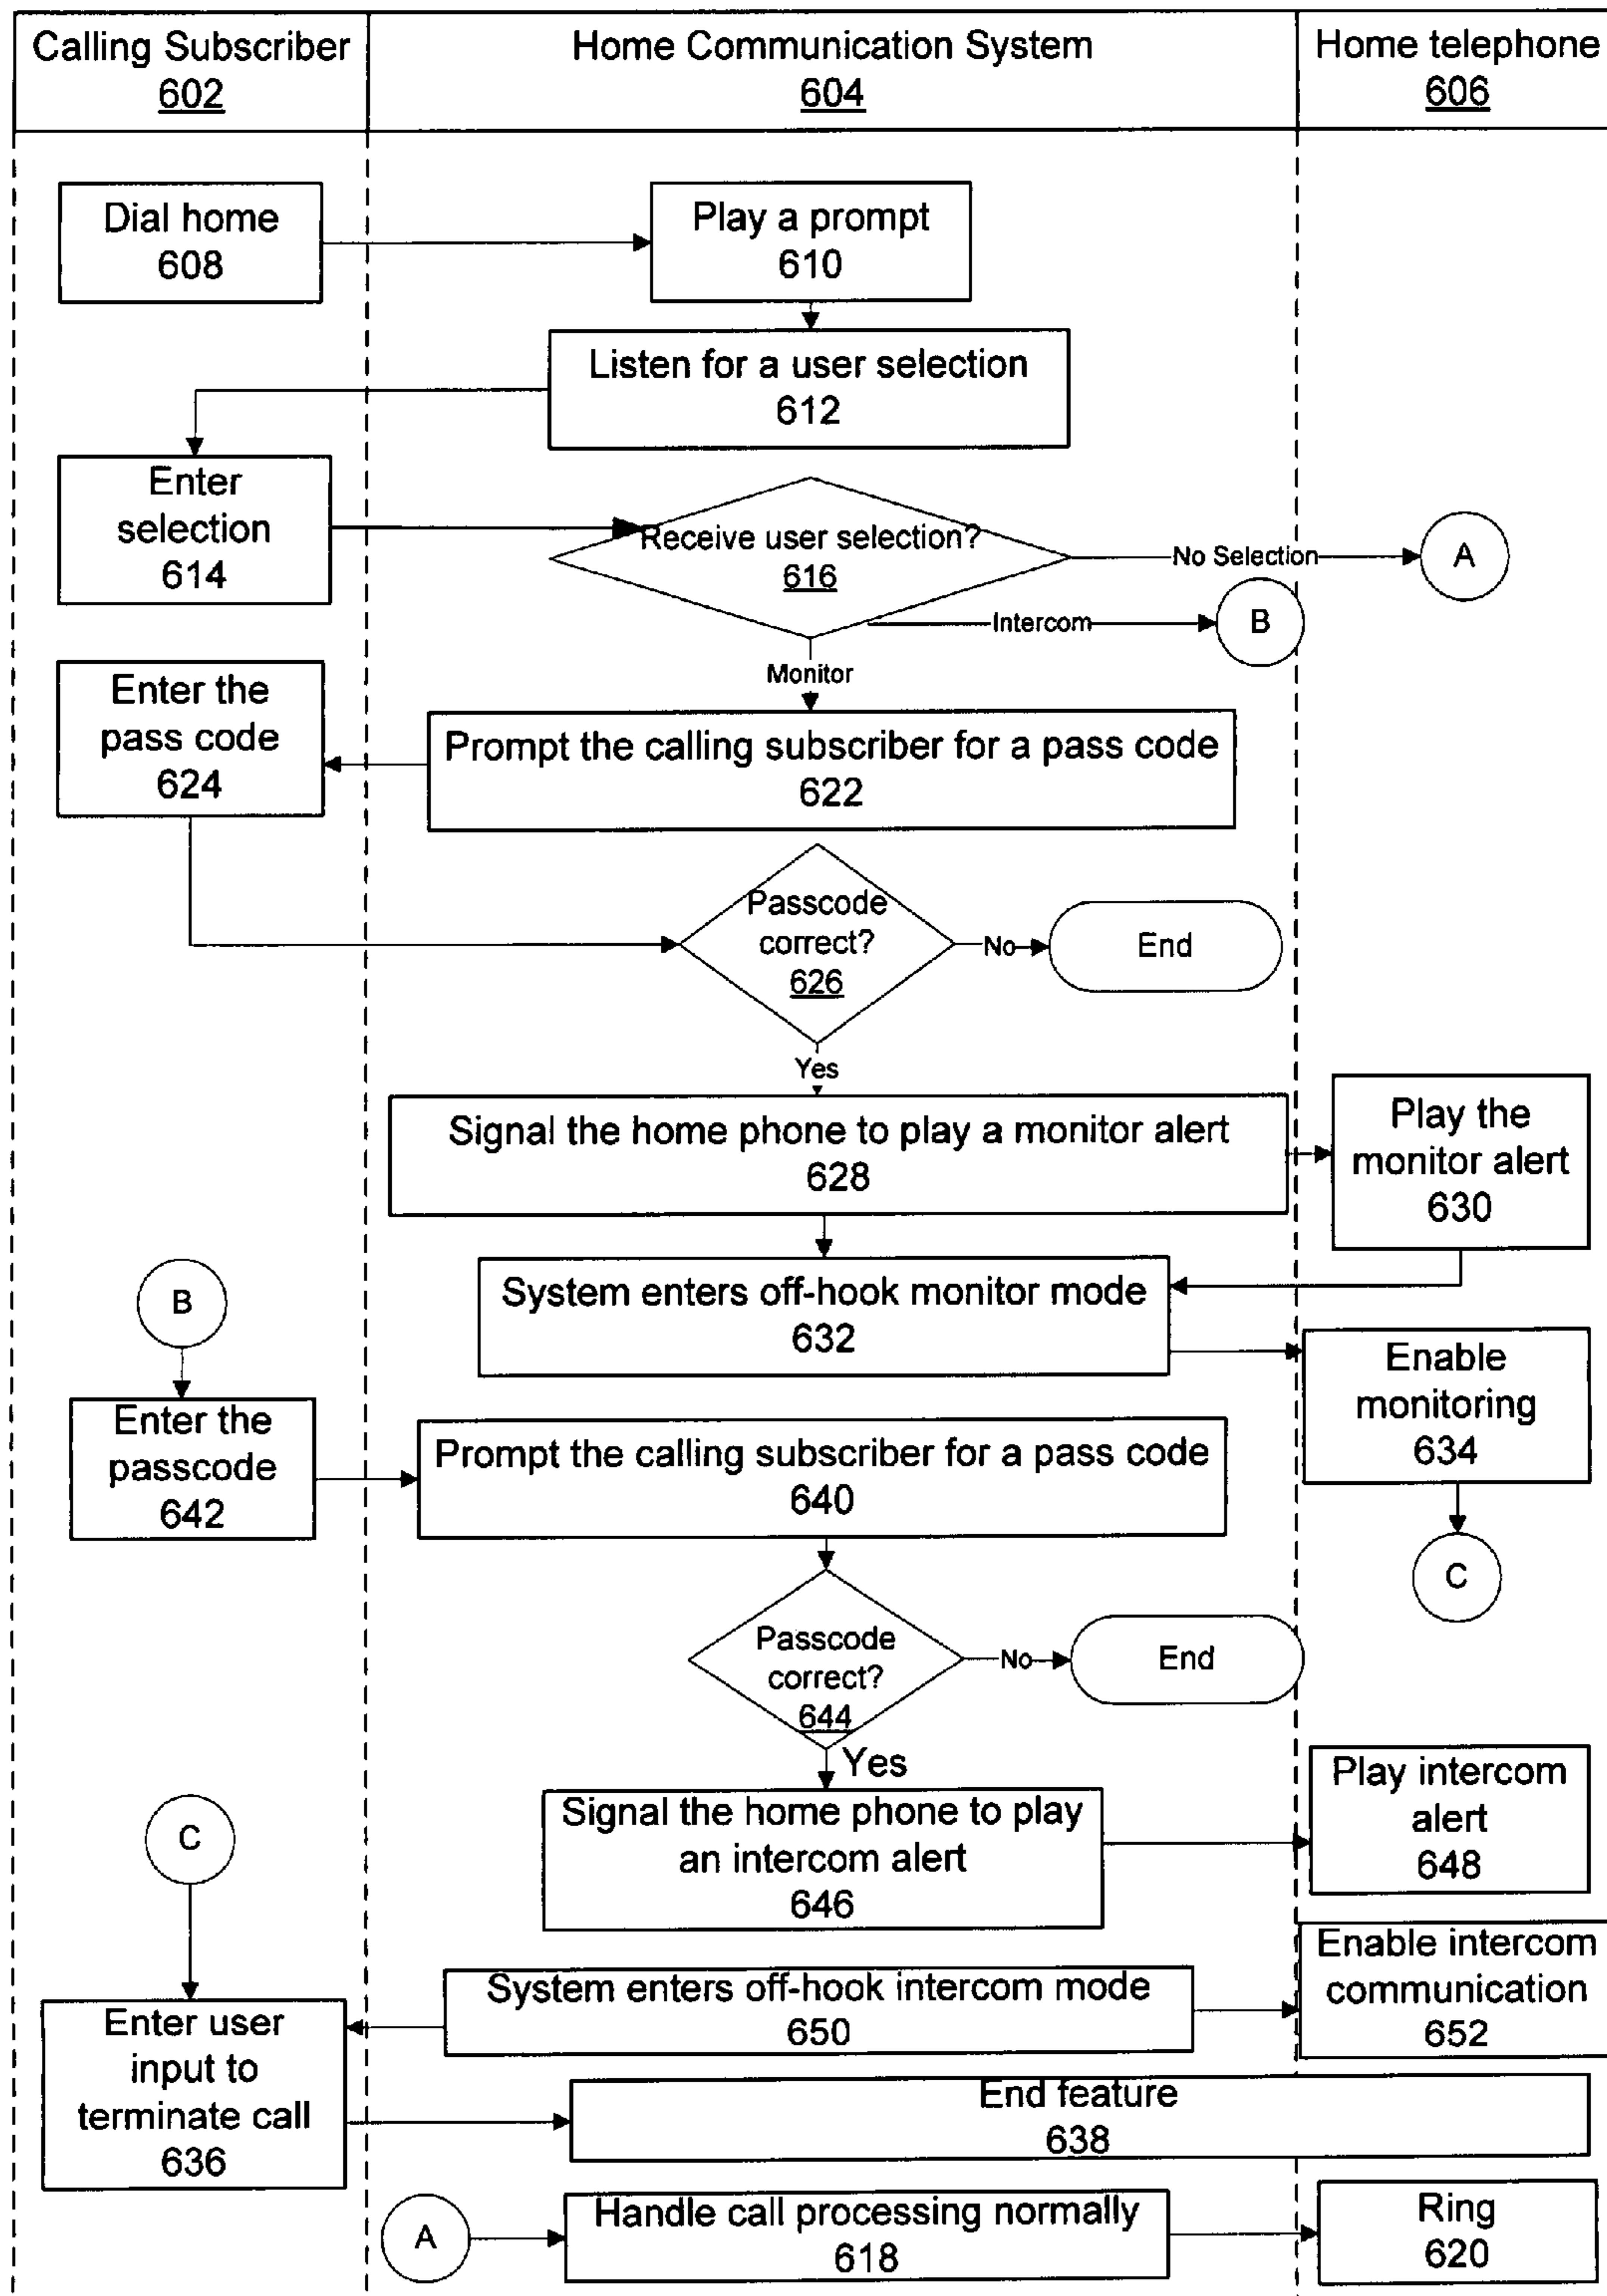 Calling Subscriber
602
Home Communication System
604
Home telephone
606
Dial home
608
Play a prompt
610
Listen for a user selection
612
Enter
selection
614
Receive user selection?
616
No Selection
A
Intercom
B
Monitor
Enter the
pass code
624
Prompt the calling subscriber for a pass code
622
Passcode
correct?
626
No
End
Yes
Signal the home phone to play a monitor alert
628
Play the
monitor alert
630
B
System enters off-hook monitor mode
632
Enable
monitoring
634
Enter the
passcode
642
Prompt the calling subscriber for a pass code
640
C
Passcode
correct?
644
No
End
Yes
Signal the home phone to play
an intercom alert
646
Play intercom
alert
648
C
System enters off-hook intercom mode
650
Enable intercom
communication
652
Enter user
input to
terminate call
636
End feature
638
A
Handle call processing normally
618
Ring
620